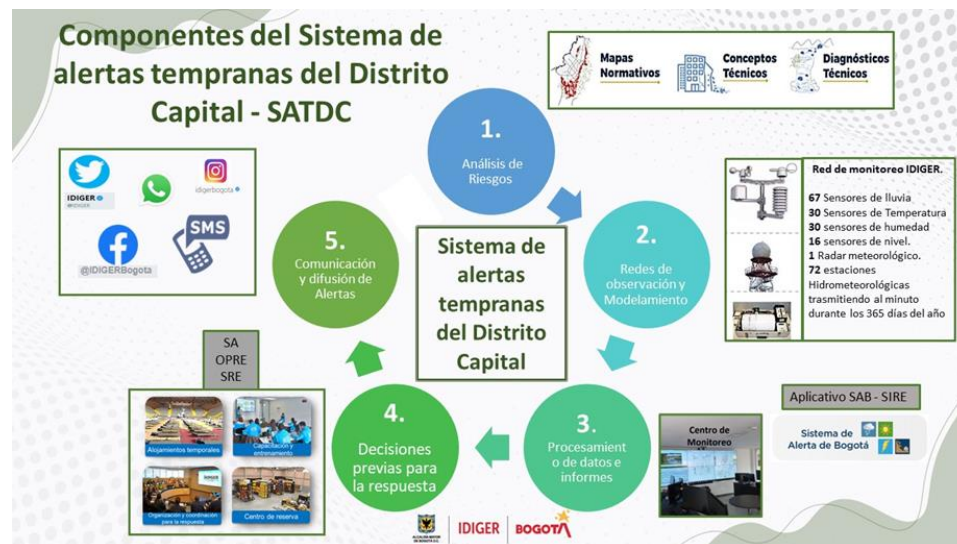 Componentes del Sistema de
alertas tempranas del Distrito
Capital - SATDC
Mapas
Normativos
Conceptos
Técnicos
Diagnósticos
Técnicos
1.
Análisis de
Riesgos
IDIGER
@IDIGER
idigerbogota
SMS
@IDIGERBogota
Red de monitoreo IDIGER.
67 Sensores de lluvia
30 Sensores de Temperatura
30 sensores de humedad
16 sensores de nivel.
1 Radar meteorológico.
72 estaciones
Hidrometeorológicas
trasmitiendo al minuto
durante los 365 días del año
5.
Comunicación
y difusión de
Alertas
Sistema de
alertas
tempranas
del Distrito
Capital
2.
Redes de
observación y
Modelamiento
SA
OPRE
SRE
Alojamientos temporales
Capacitación y
entrenamiento
Organización y coordinación
para la respuesta
Centro de reserva
4.
Decisiones
previas para
la respuesta
3.
Procesamient
o de datos e
informes
Centro de
Monitoreo
Aplicativo SAB - SIRE
Sistema de
Alerta de Bogotá
ALCALDÍA MAYOR
DE BOGOTÁ D.C.
IDIGER
BOGOTÁ